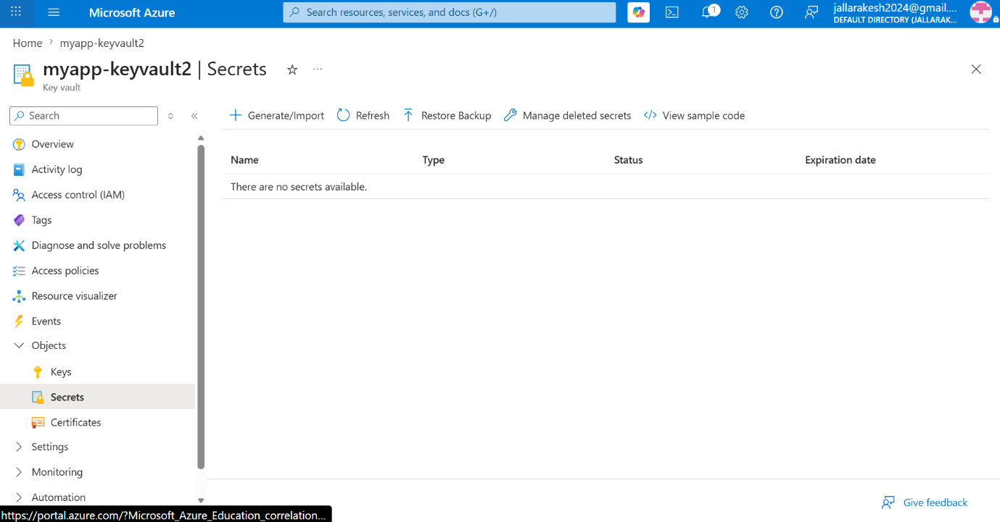 Microsoft Azure
Search resources, services, and docs (G+/)
1
jallarakesh2024@gmail....
DEFAULT DIRECTORY (JALLARAK...
Home > myapp-keyvault2
myapp-keyvault2 | Secrets
Key vault
Search
Generate/Import
Refresh
Restore Backup
Manage deleted secrets
View sample code
Overview
Activity log
Access control (IAM)
Tags
Diagnose and solve problems
Access policies
Resource visualizer
Events
Objects
Keys
Secrets
Certificates
Settings
Monitoring
Automation
Name Type Status Expiration date
There are no secrets available.
Give feedback
https://portal.azure.com/?Microsoft_Azure_Education_correlation...